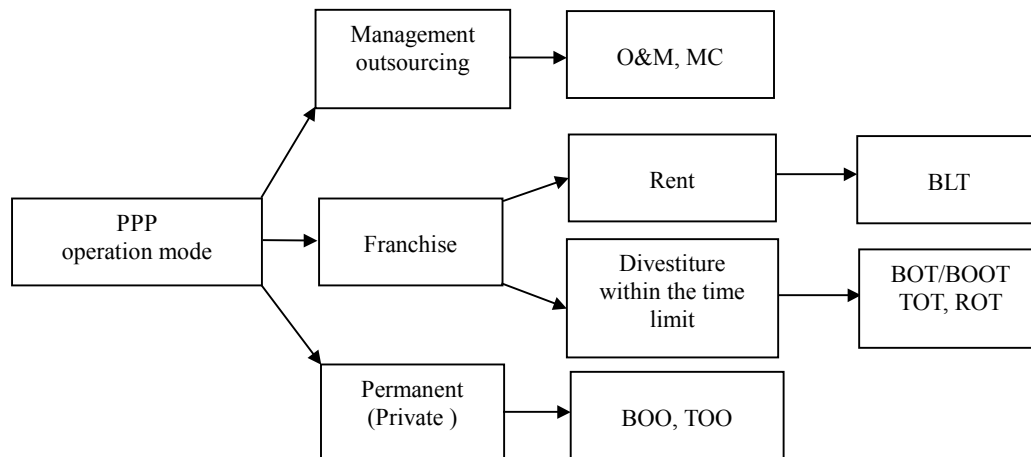 Management
outsourcing
O&M, MC
Rent
BLT
PPP
operation mode
Franchise
Divestiture
within the time
limit
BOT/BOOT
TOT, ROT
Permanent
(Private )
BOO, TOO